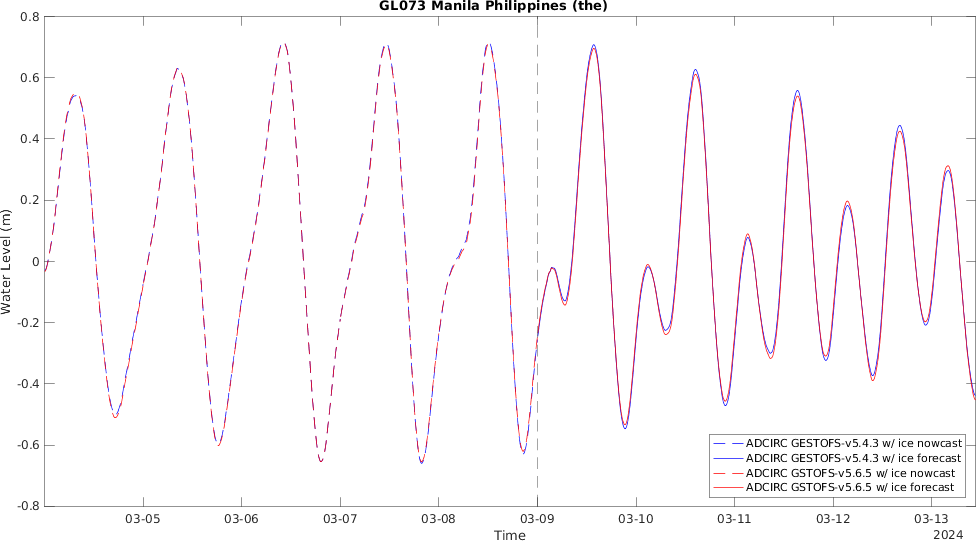 GL073 Manila Philippines (the)
0.8
0.6
0.4
0.2
0
-0.2
-0.4
-0.6
-0.8
Water Level (m)
03-05 03-06 03-07 03-08 03-09 03-10 03-11 03-12 03-13
Time
2024
ADCIRC GESTOFS-v5.4.3 w/ ice nowcast
ADCIRC GESTOFS-v5.4.3 w/ ice forecast
ADCIRC GSTOFS-v5.6.5 w/ ice nowcast
ADCIRC GSTOFS-v5.6.5 w/ ice forecast